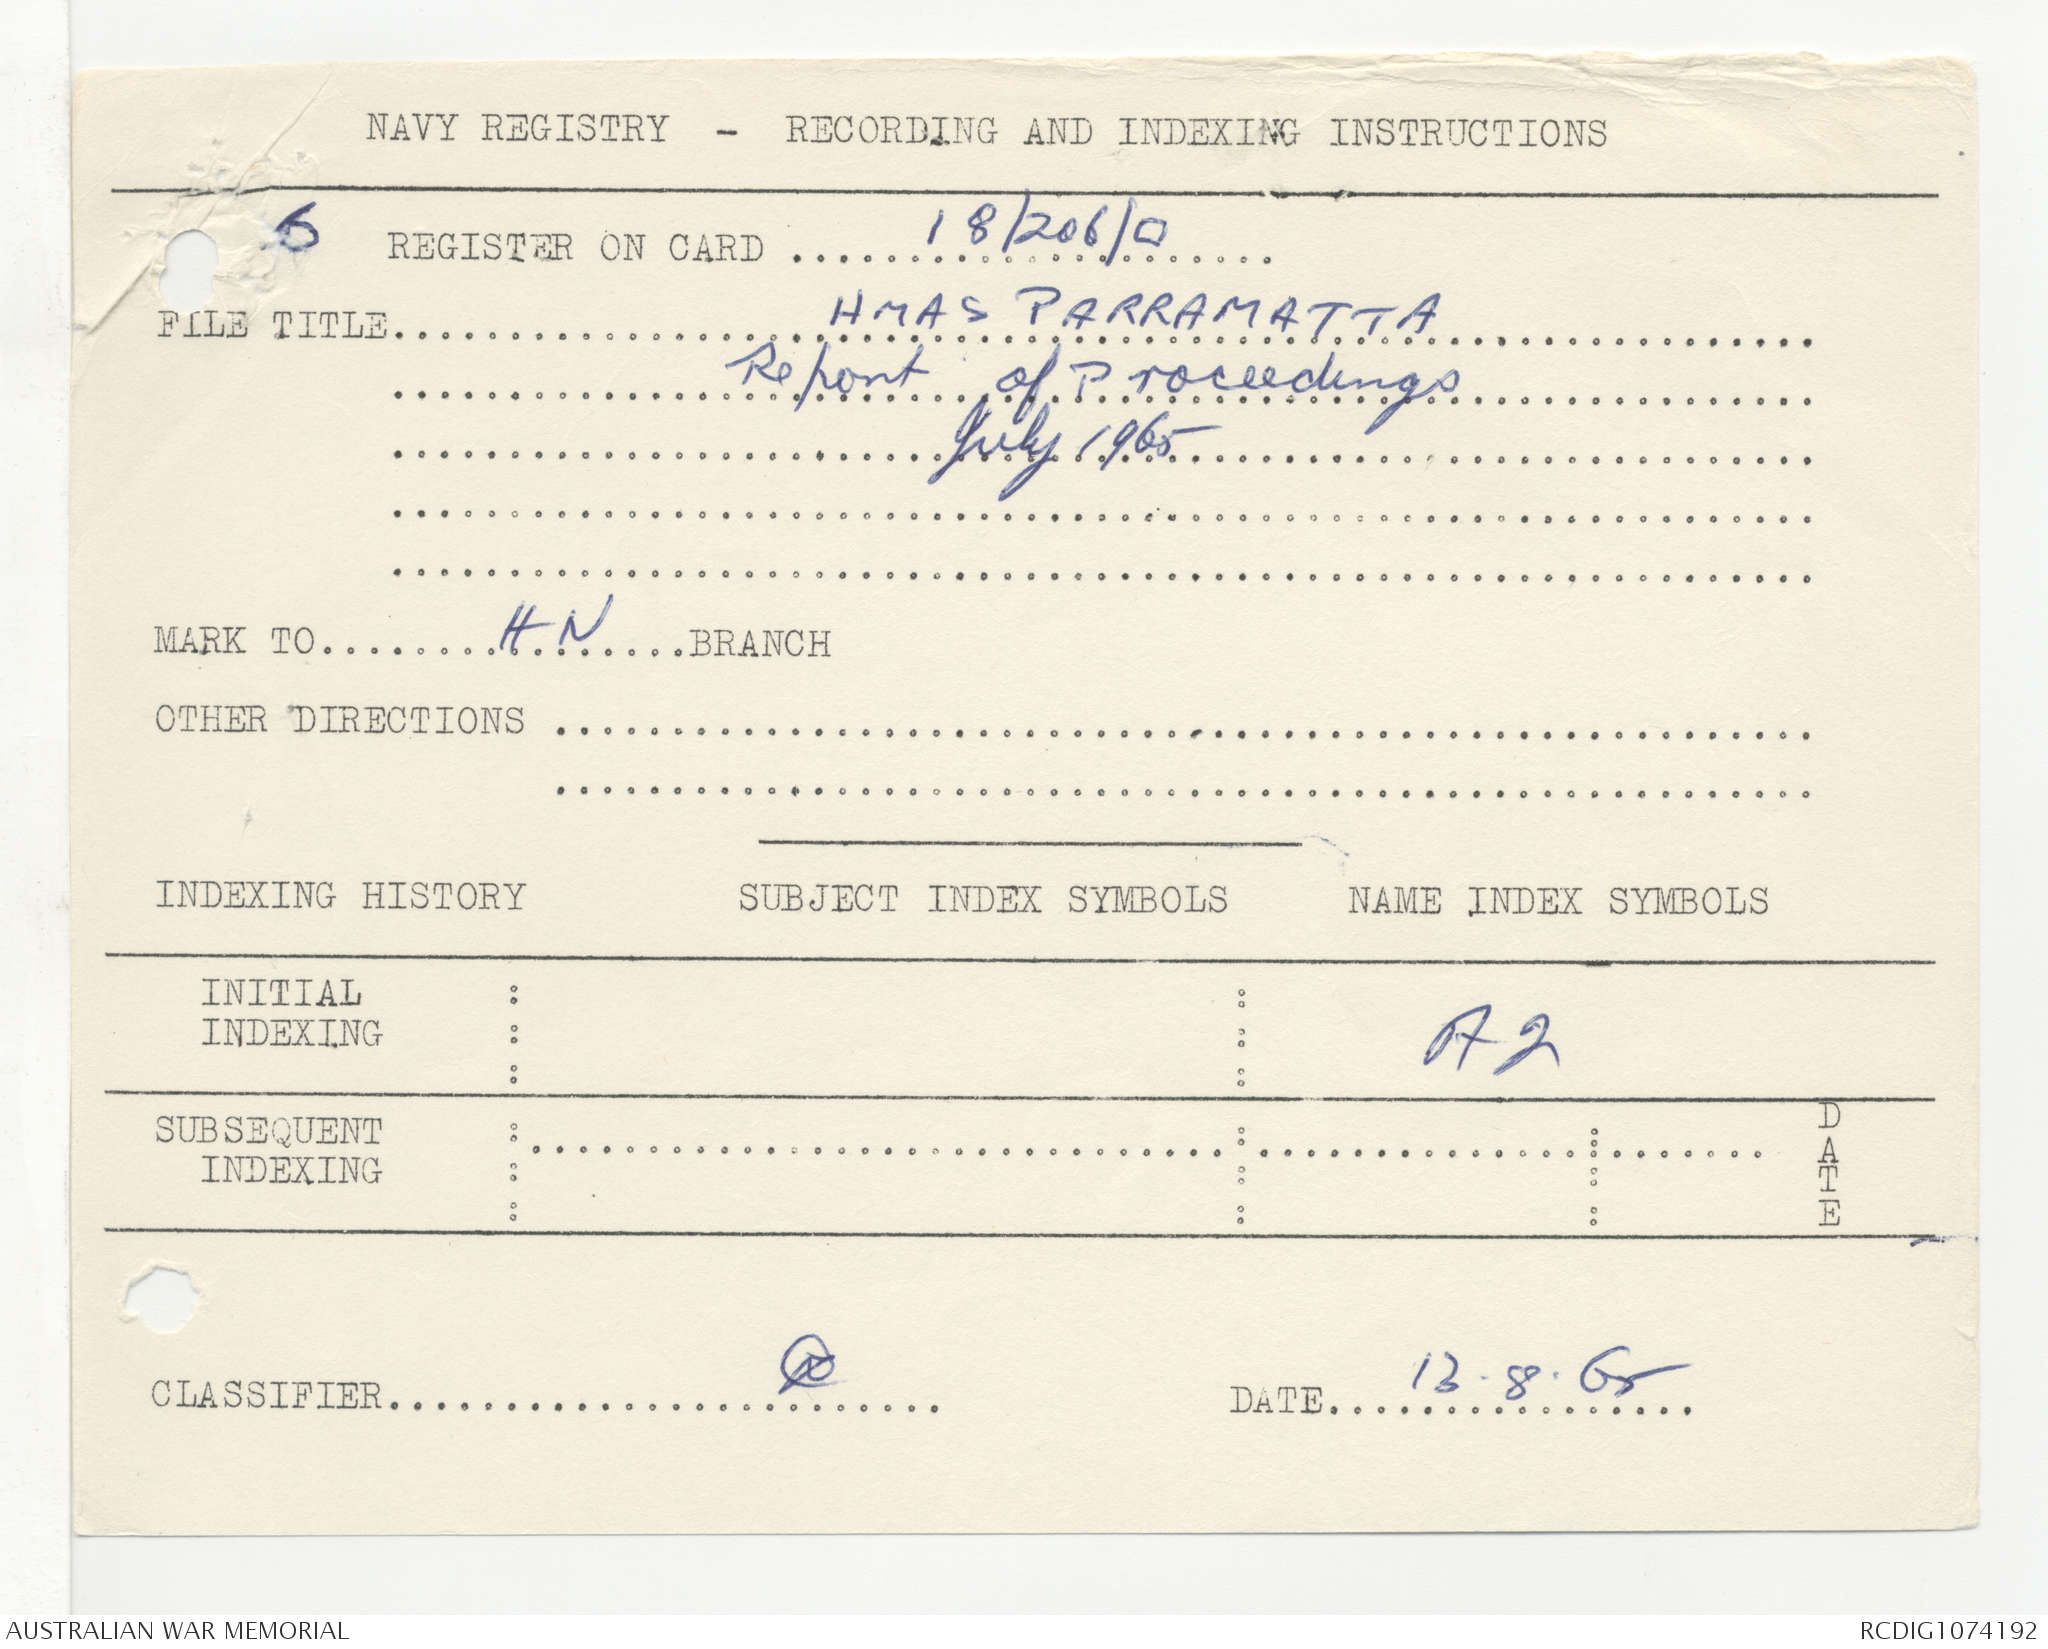 NAVY REGISTRY - RECORDING AND INDEXING INSTRUCTIONS
6 REGISTER ON CARD 18/206/0
FILE TITLE HMAS PARRAMATTA
Report of Proceedings
July 1965
MARK TO HN BRANCH
OTHER DIRECTIONS
INDEXING HISTORY SUBJECT INDEX SYMBOLS NAME INDEX SYMBOLS
INITIAL
INDEXING A2
SUBSEQUENT
INDEXING DATE
CLASSIFIER DATE 13.8.65
AUSTRALIAN WAR MEMORIAL RCDIG1074192